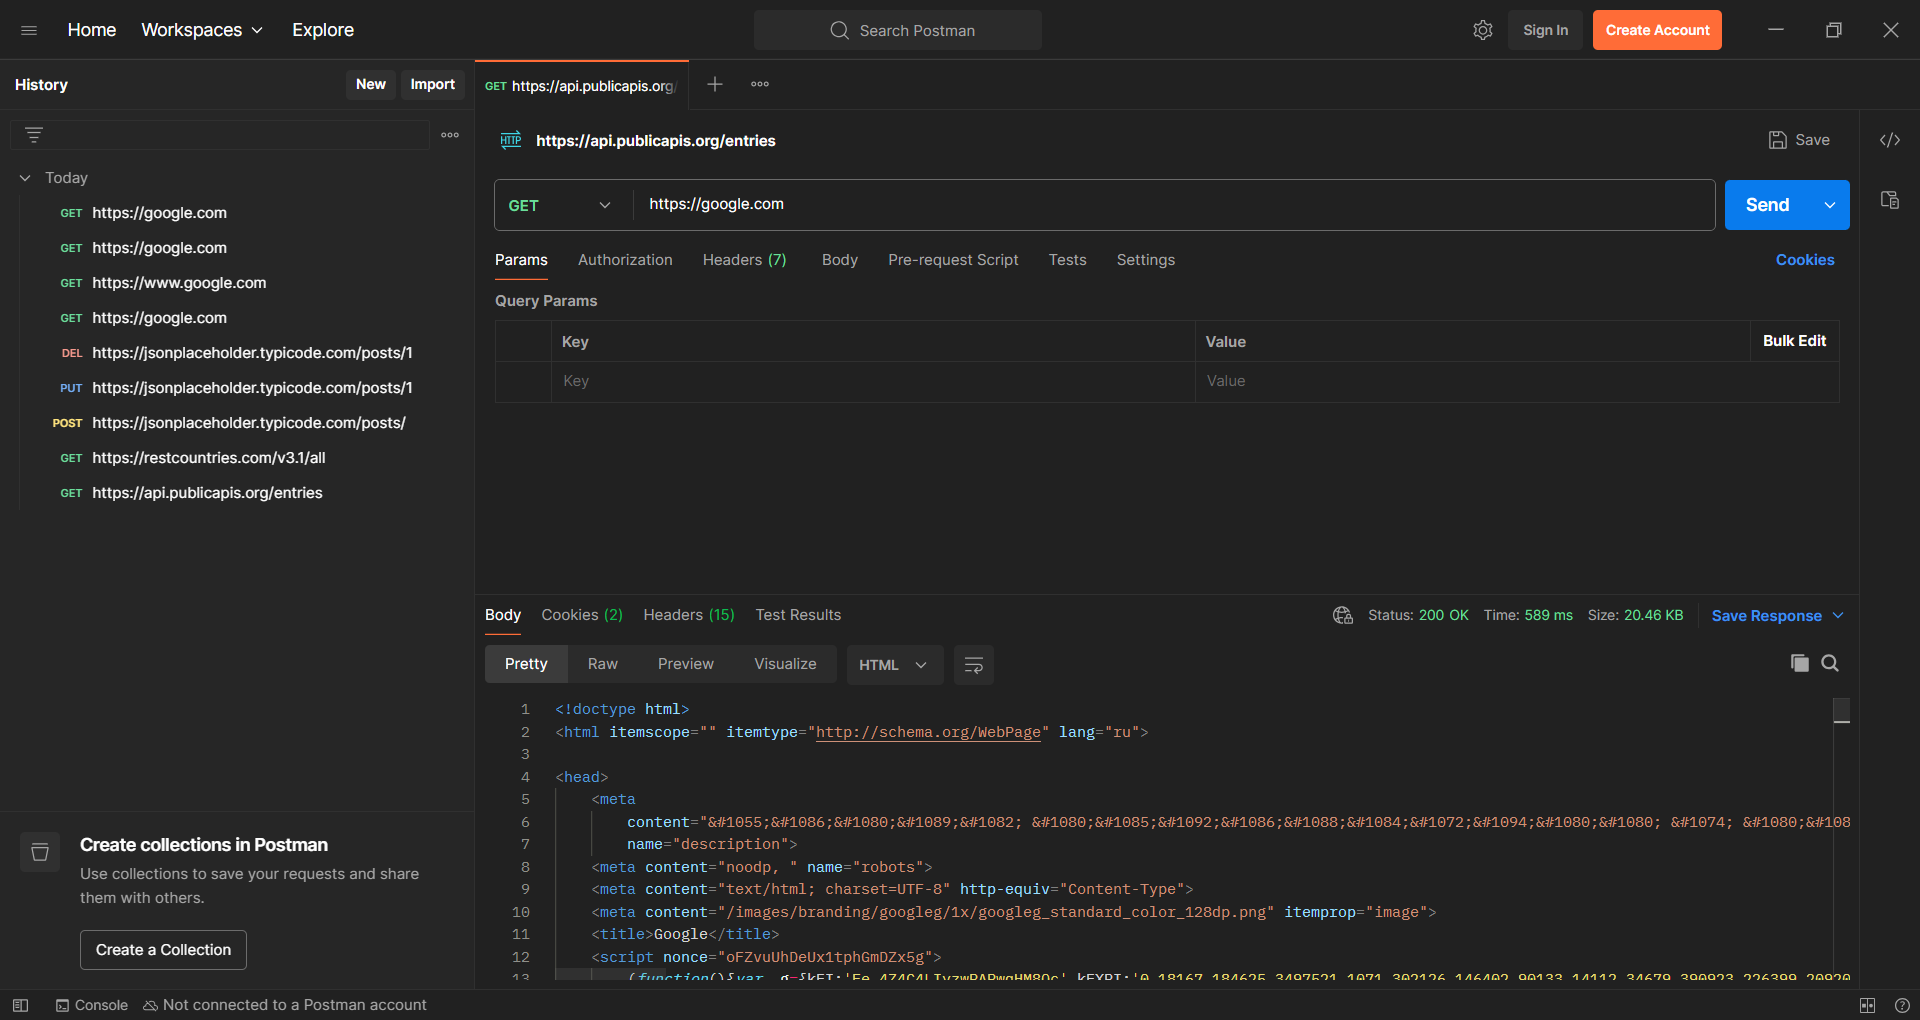 Home Workspaces Explore Search Postman Sign In Create Account
History New Import GET https://api.publicapis.org/
HTTP https://api.publicapis.org/entries Save
Today
GET https://google.com
GET https://google.com
GET https://www.google.com
GET https://google.com
DEL https://jsonplaceholder.typicode.com/posts/1
PUT https://jsonplaceholder.typicode.com/posts/1
POST https://jsonplaceholder.typicode.com/posts/
GET https://restcountries.com/v3.1/all
GET https://api.publicapis.org/entries
Create collections in Postman
Use collections to save your requests and share
them with others.
Create a Collection
GET https://google.com Send
Params Authorization Headers (7) Body Pre-request Script Tests Settings Cookies
Query Params
Key Value Bulk Edit
Key Value
Body Cookies (2) Headers (15) Test Results Status: 200 OK Time: 589 ms Size: 20.46 KB Save Response
Pretty Raw Preview Visualize HTML
1 <!doctype html>
2 <html itemscope="" itemtype="http://schema.org/WebPage" lang="ru">
3
4 <head>
5 <meta
6 content="&#1055;&#1086;&#1080;&#1089;&#1082; &#1080;&#1085;&#1092;&#1086;&#1088;&#1084;&#1072;&#1094;&#1080;&#1080; &#1074; &#1080;&#108
7 name="description">
8 <meta content="noodp, " name="robots">
9 <meta content="text/html; charset=UTF-8" http-equiv="Content-Type">
10 <meta content="/images/branding/googleg/1x/googleg_standard_color_128dp.png" itemprop="image">
11 <title>Google</title>
12 <script nonce="oFZvuUhDeUx1tphGmDZx5g">
13 (function(){var
Console Not connected to a Postman account